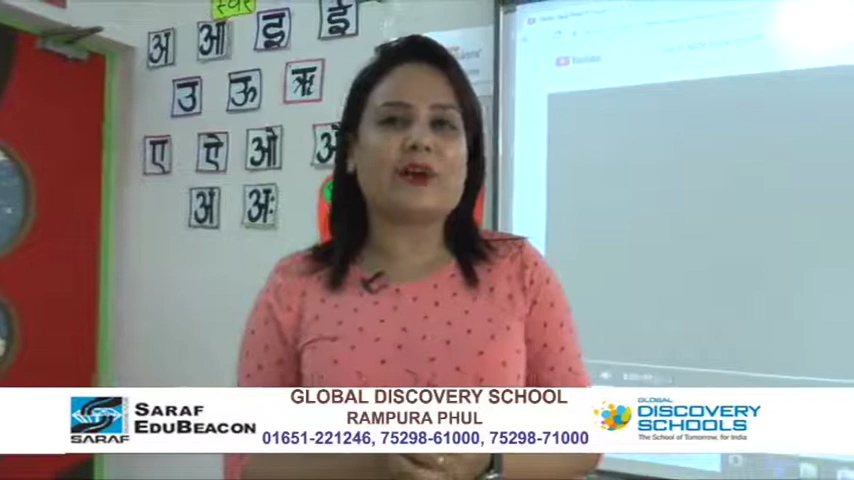 स्वर
अ आ इ ई
उ ऊ ऋ
ए ऐ ओ औ
अं अः
YouTube
SARAF
SARAF
EDUBEACON
GLOBAL DISCOVERY SCHOOL
RAMPURA PHUL
01651-221246, 75298-61000, 75298-71000
GLOBAL
DISCOVERY
SCHOOLS
The School of Tomorrow, for India